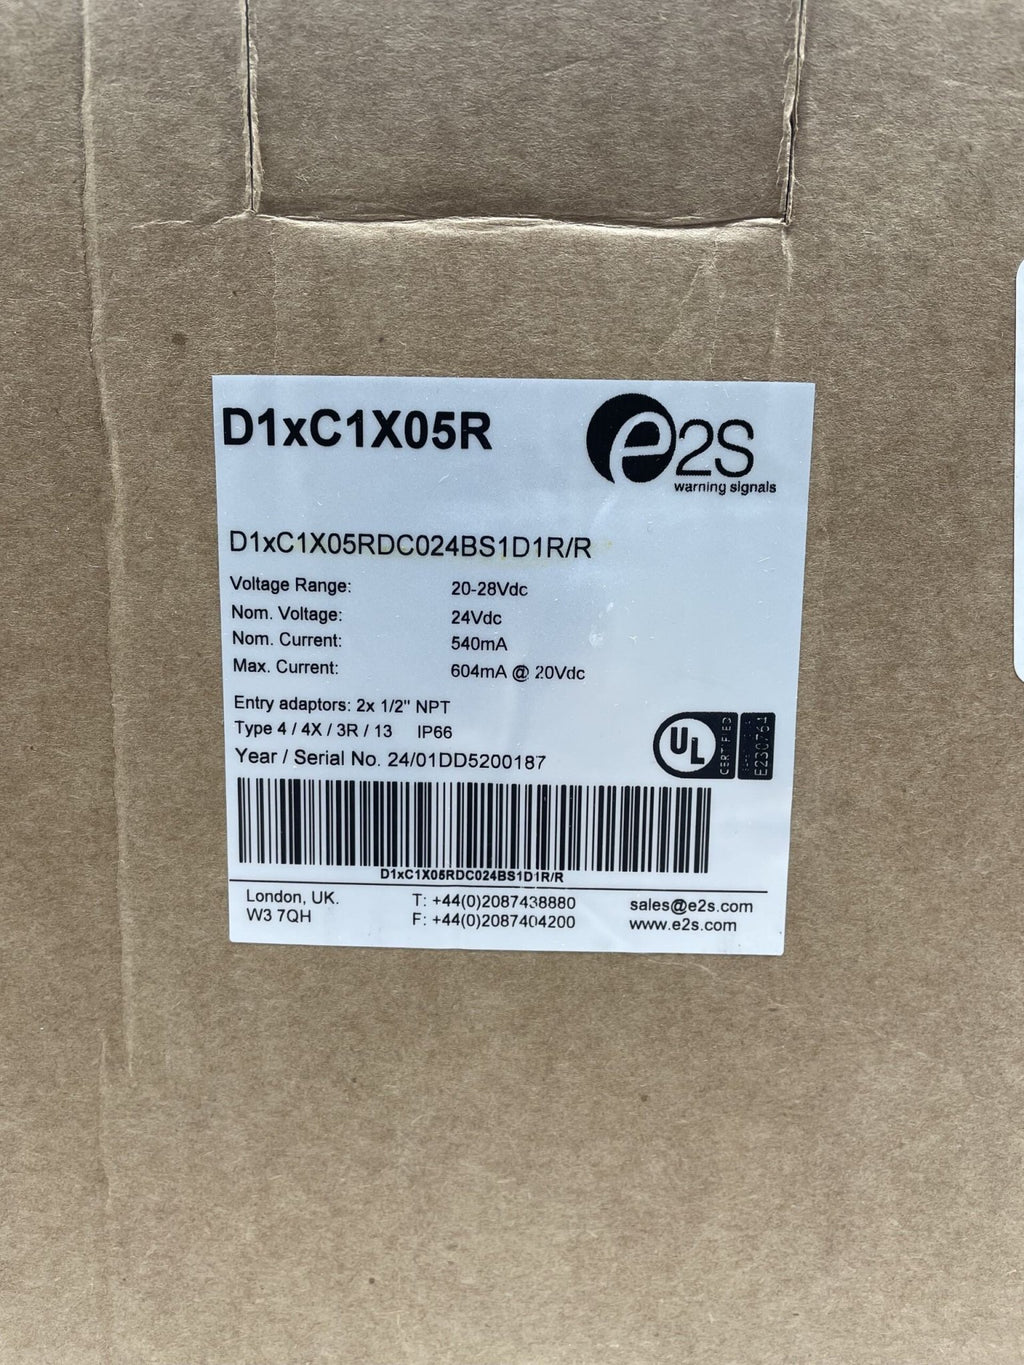 D1xC1X05R
e2S
warning signals
D1xC1X05RDC024BS1D1R/R
Voltage Range: 20-28Vdc
Nom. Voltage: 24Vdc
Nom. Current: 540mA
Max. Current: 604mA @ 20Vdc
Entry adaptors: 2x 1/2" NPT
Type 4 / 4X / 3R / 13 IP66
Year / Serial No. 24/01DD5200187
UL
CERTIFIED
E230764
D1xC1X05RDC024BS1D1R/R
London, UK. T: +44(0)2087438880 sales@e2s.com
W3 7QH F: +44(0)2087404200 www.e2s.com